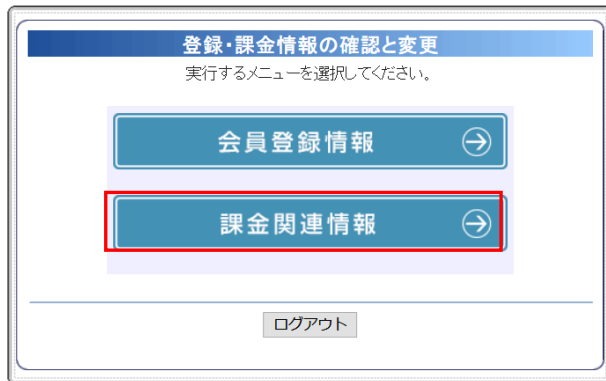 登録・課金情報の確認と変更
実行するメニューを選択してください。
会員登録情報
課金関連情報
ログアウト